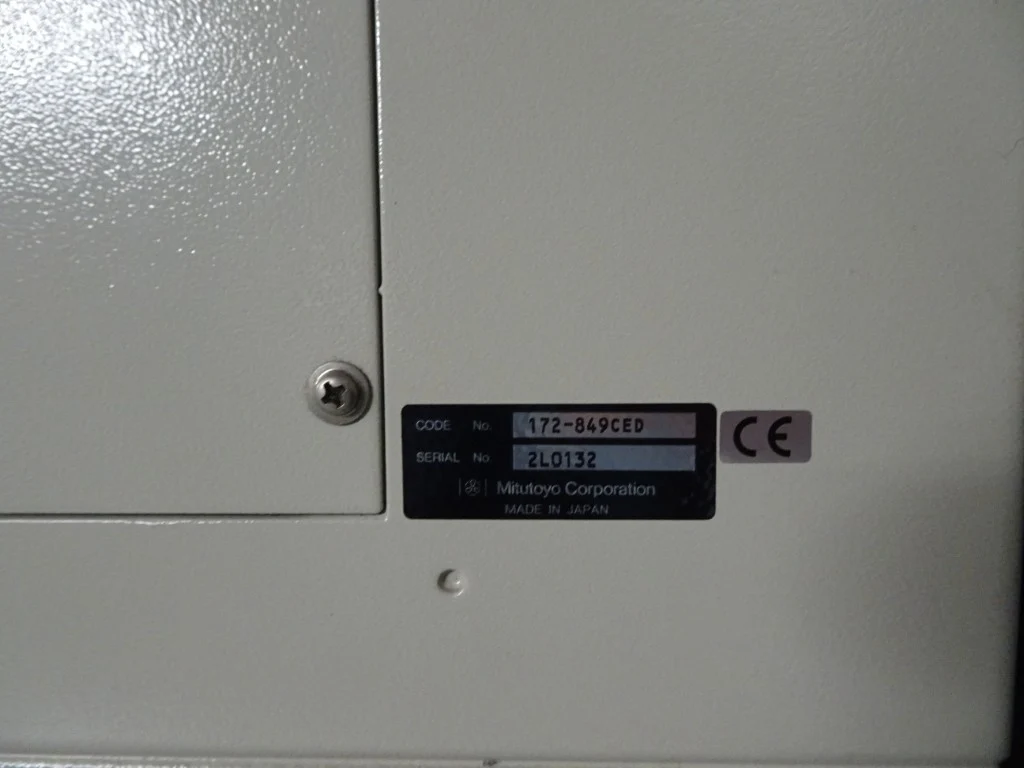 CODE No. 172-849CED
SERIAL No. 2L0132
Mitutoyo Corporation
MADE IN JAPAN
CE